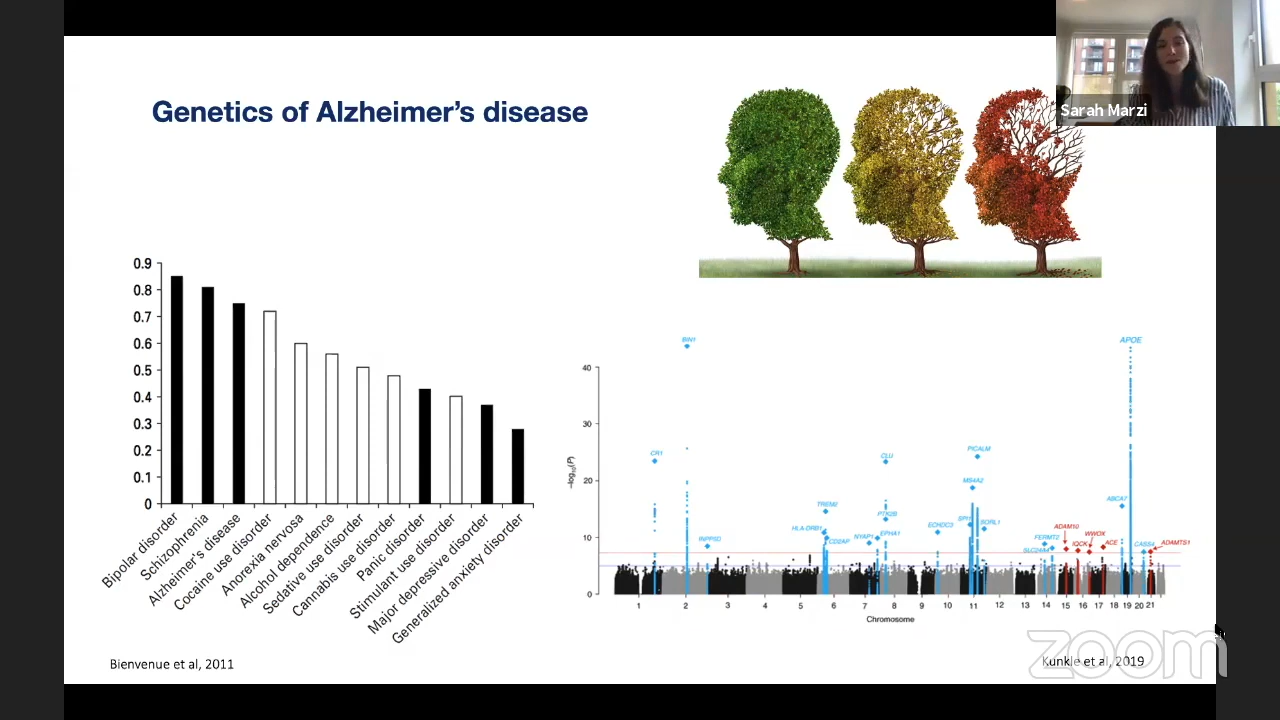 Sarah Marzi
Genetics of Alzheimer's disease
0.9
0.8
0.7
0.6
0.5
0.4
0.3
0.2
0.1
0
Bipolar disorder
Schizophrenia
Alzheimer's disease
Cocaine use disorder
Anorexia nervosa
Alcohol dependence
Sedative use disorder
Cannabis use disorder
Panic disorder
Stimulant use disorder
Major depressive disorder
Generalized anxiety disorder
Bienvenue et al, 2011
BIN1
APOE
40
30
20
10
0
−log10(P)
CR1
INPP5D
TREM2
HLA-DRB1
CD2AP
NYAP1
EPHA1
PTK2B
CLU
ECHDC3
SPI1
MS4A2
PICALM
SORL1
FERMT2
SLC24A4
ADAM10
IQCK
WWOX
ACE
ABCA7
CASS4
ADAMTS1
1 2 3 4 5 6 7 8 9 10 11 12 13 14 15 16 17 18 19 20 21
Chromosome
Kunkle et al, 2019
zoom